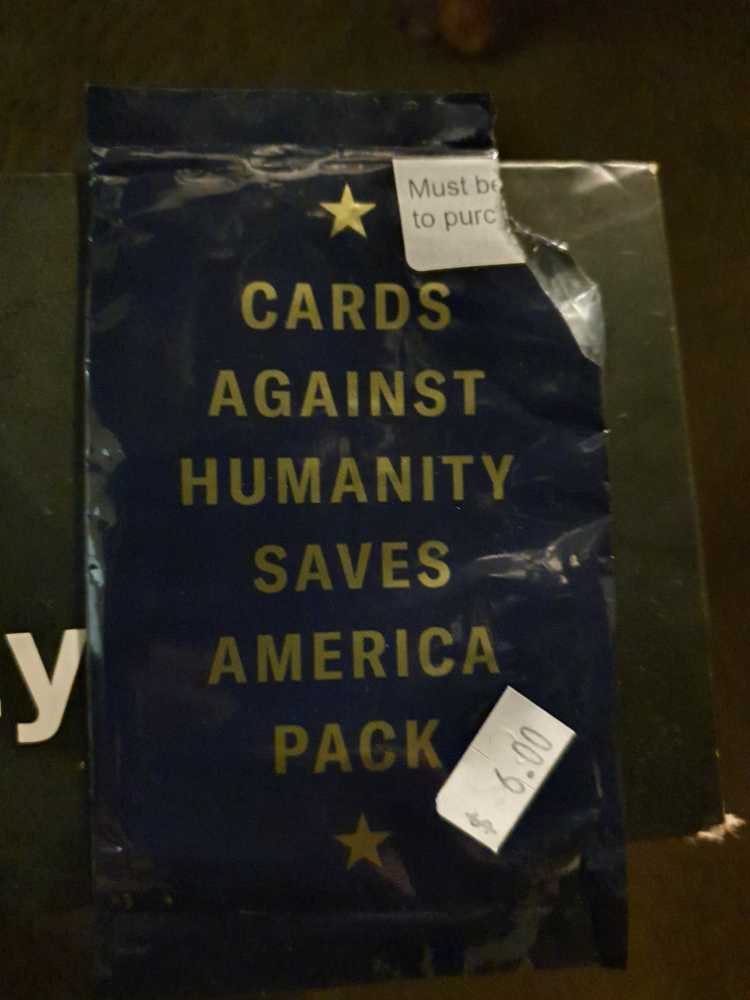 Must be
to purc
CARDS
AGAINST
HUMANITY
SAVES
AMERICA
PACK
$ 6.00
y